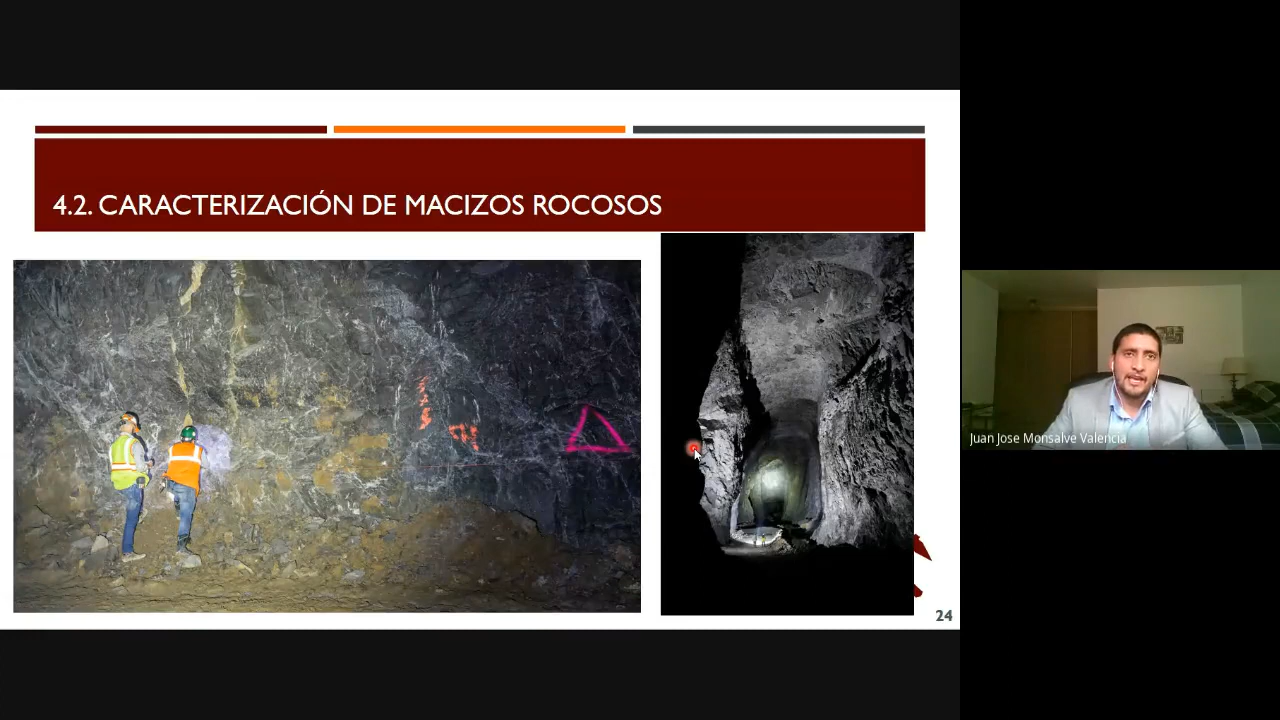 4.2. CARACTERIZACIÓN DE MACIZOS ROCOSOS
Juan Jose Monsalve Valencia
24